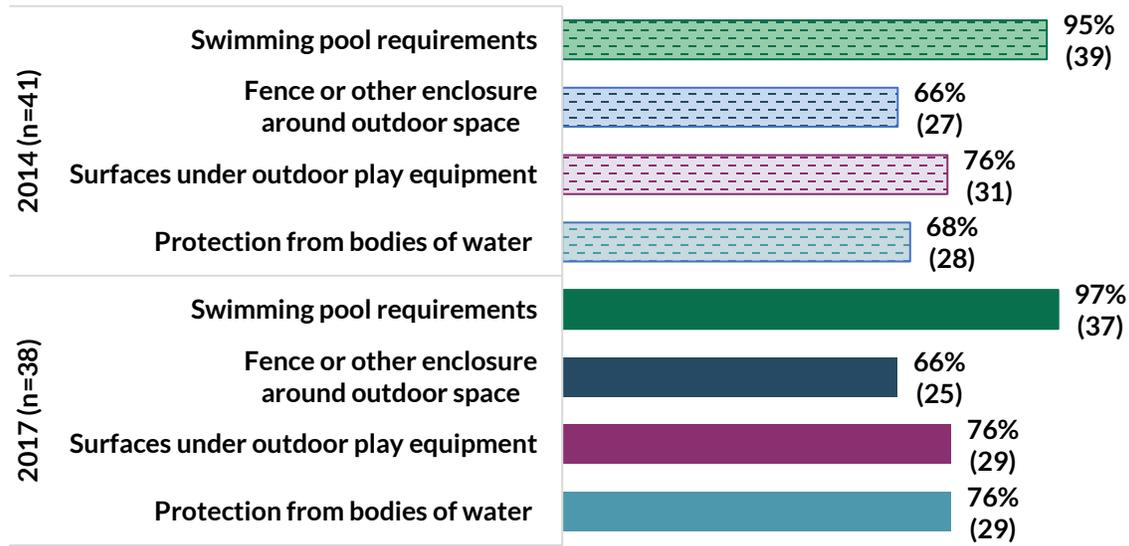 2014 (n=41)
Swimming pool requirements
95%
(39)
Fence or other enclosure
around outdoor space
66%
(27)
Surfaces under outdoor play equipment
76%
(31)
Protection from bodies of water
68%
(28)
2017 (n=38)
Swimming pool requirements
97%
(37)
Fence or other enclosure
around outdoor space
66%
(25)
Surfaces under outdoor play equipment
76%
(29)
Protection from bodies of water
76%
(29)